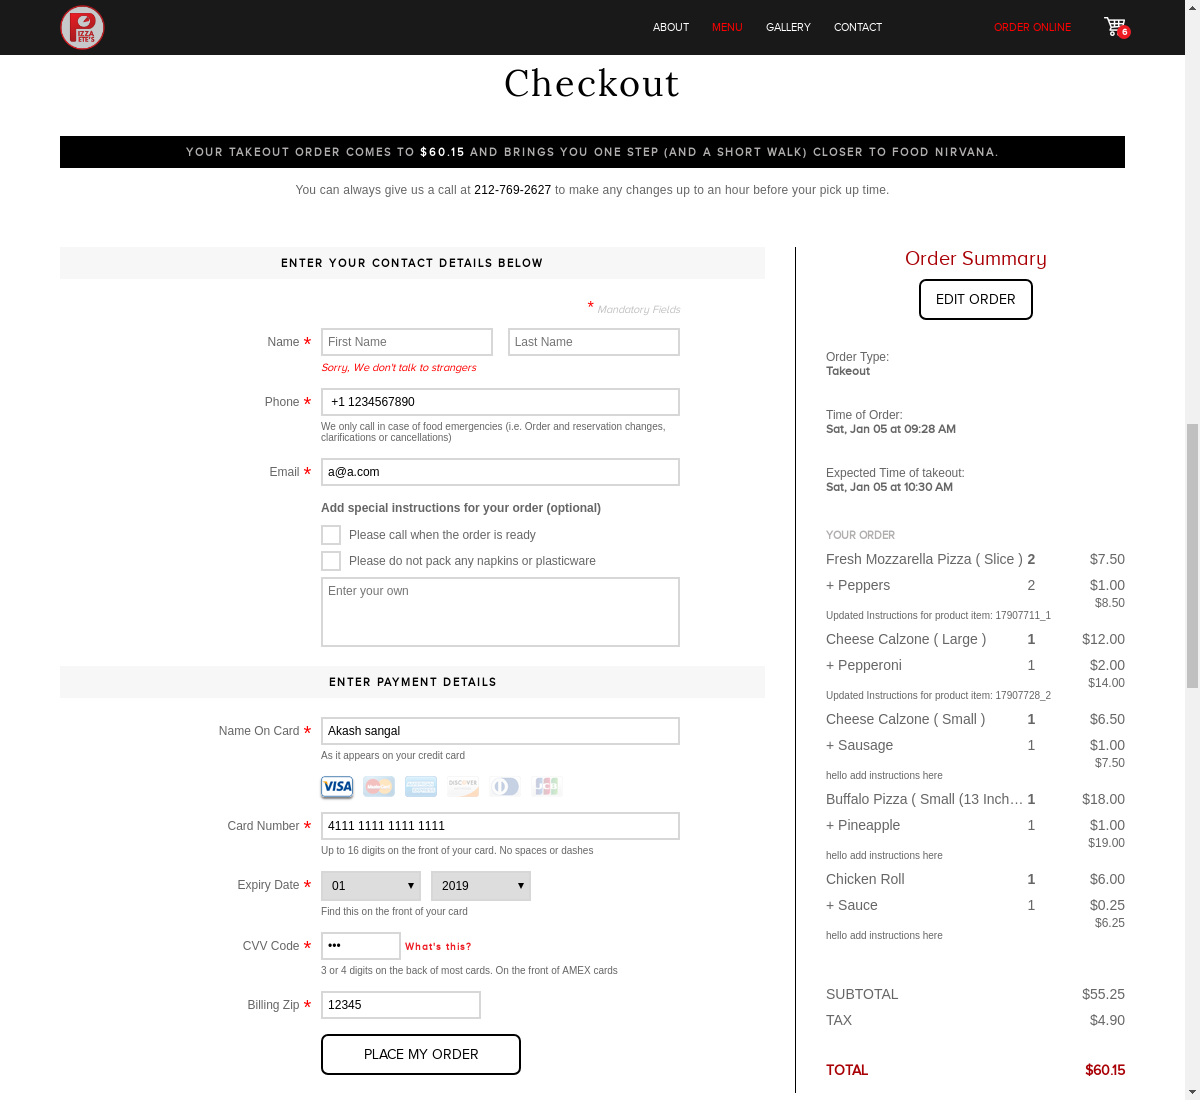 PIZZA
ETE'S
ABOUT
MENU
GALLERY
CONTACT
ORDER ONLINE
6
Checkout
YOUR TAKEOUT ORDER COMES TO $60.15 AND BRINGS YOU ONE STEP (AND A SHORT WALK) CLOSER TO FOOD NIRVANA.
You can always give us a call at 212-769-2627 to make any changes up to an hour before your pick up time.
ENTER YOUR CONTACT DETAILS BELOW
* Mandatory Fields
Name *
First Name
Last Name
Sorry, We don't talk to strangers
Phone *
+1 1234567890
We only call in case of food emergencies (i.e. Order and reservation changes,
clarifications or cancellations)
Email *
a@a.com
Add special instructions for your order (optional)
Please call when the order is ready
Please do not pack any napkins or plasticware
Enter your own
ENTER PAYMENT DETAILS
Name On Card *
Akash sangal
As it appears on your credit card
VISA
DISCOVER
JCB
Card Number *
4111 1111 1111 1111
Up to 16 digits on the front of your card. No spaces or dashes
Expiry Date *
01
2019
Find this on the front of your card
CVV Code *
•••
What's this?
3 or 4 digits on the back of most cards. On the front of AMEX cards
Billing Zip *
12345
PLACE MY ORDER
Order Summary
EDIT ORDER
Order Type:
Takeout
Time of Order:
Sat, Jan 05 at 09:28 AM
Expected Time of takeout:
Sat, Jan 05 at 10:30 AM
YOUR ORDER
Fresh Mozzarella Pizza ( Slice ) 2 $7.50
+ Peppers 2 $1.00
$8.50
Updated Instructions for product item: 17907711_1
Cheese Calzone ( Large ) 1 $12.00
+ Pepperoni 1 $2.00
$14.00
Updated Instructions for product item: 17907728_2
Cheese Calzone ( Small ) 1 $6.50
+ Sausage 1 $1.00
$7.50
hello add instructions here
Buffalo Pizza ( Small (13 Inch… 1 $18.00
+ Pineapple 1 $1.00
$19.00
hello add instructions here
Chicken Roll 1 $6.00
+ Sauce 1 $0.25
$6.25
hello add instructions here
SUBTOTAL $55.25
TAX $4.90
TOTAL $60.15